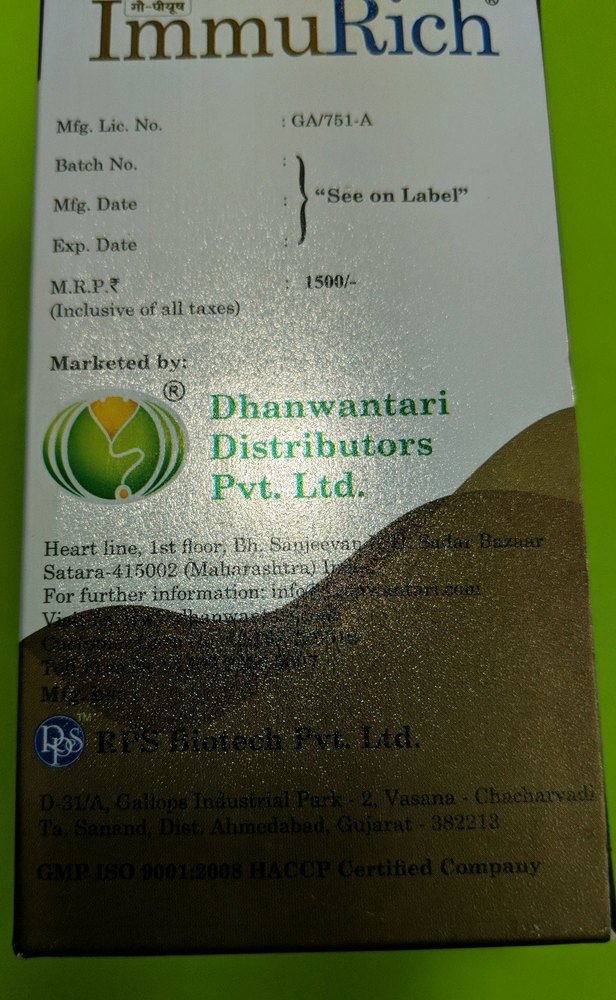 गौ-पीयूष
ImmuRich®
Mfg. Lic. No. : GA/751-A
Batch No. :
Mfg. Date : "See on Label"
Exp. Date :
M.R.P.₹ : 1500/-
(Inclusive of all taxes)
Marketed by:
®
Dhanwantari
Distributors
Pvt. Ltd.
Heart line, 1st floor, Bh. Sanjeevan Sadar Bazaar
Satara-415002 (Maharashtra)
For further information:
RPS Biotech Pvt. Ltd.
D-31/A, Gallops Industrial Park - 2, Vasana - Chacharvadi
Ta. Sanand, Dist. Ahmedabad, Gujarat - 382213
GMP ISO 9001:2008 HACCP Certified Company